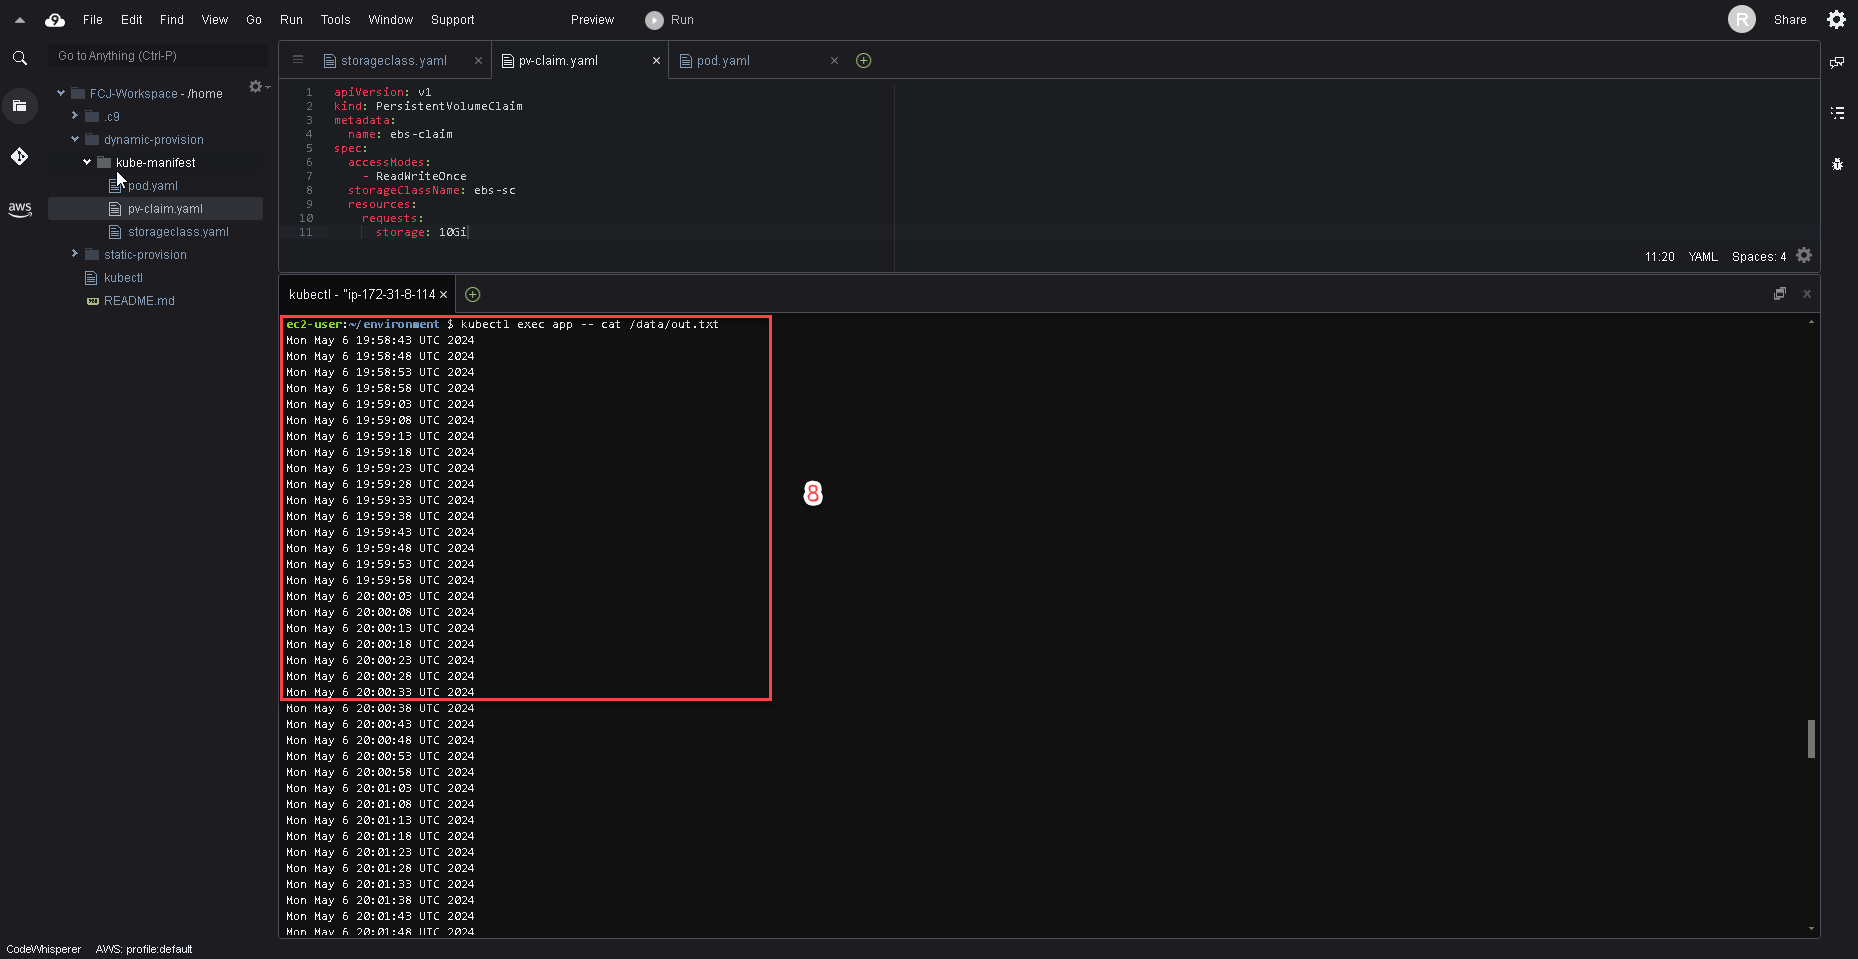 File Edit Find View Go Run Tools Window Support Preview Run R Share
Go to Anything (Ctrl-P)
FCJ-Workspace - /home
.c9
dynamic-provision
kube-manifest
pod.yaml
pv-claim.yaml
storageclass.yaml
static-provision
kubectl
README.md
aws
storageclass.yaml
pv-claim.yaml
pod.yaml
1 apiVersion: v1
2 kind: PersistentVolumeClaim
3 metadata:
4 name: ebs-claim
5 spec:
6 accessModes:
7 - ReadWriteOnce
8 storageClassName: ebs-sc
9 resources:
10 requests:
11 storage: 10Gi
11:20 YAML Spaces: 4
kubectl - "ip-172-31-8-114
ec2-user:~/environment $ kubectl exec app -- cat /data/out.txt
Mon May 6 19:58:43 UTC 2024
Mon May 6 19:58:48 UTC 2024
Mon May 6 19:58:53 UTC 2024
Mon May 6 19:58:58 UTC 2024
Mon May 6 19:59:03 UTC 2024
Mon May 6 19:59:08 UTC 2024
Mon May 6 19:59:13 UTC 2024
Mon May 6 19:59:18 UTC 2024
Mon May 6 19:59:23 UTC 2024
Mon May 6 19:59:28 UTC 2024
Mon May 6 19:59:33 UTC 2024
Mon May 6 19:59:38 UTC 2024
Mon May 6 19:59:43 UTC 2024
Mon May 6 19:59:48 UTC 2024
Mon May 6 19:59:53 UTC 2024
Mon May 6 19:59:58 UTC 2024
Mon May 6 20:00:03 UTC 2024
Mon May 6 20:00:08 UTC 2024
Mon May 6 20:00:13 UTC 2024
Mon May 6 20:00:18 UTC 2024
Mon May 6 20:00:23 UTC 2024
Mon May 6 20:00:28 UTC 2024
Mon May 6 20:00:33 UTC 2024
Mon May 6 20:00:38 UTC 2024
Mon May 6 20:00:43 UTC 2024
Mon May 6 20:00:48 UTC 2024
Mon May 6 20:00:53 UTC 2024
Mon May 6 20:00:58 UTC 2024
Mon May 6 20:01:03 UTC 2024
Mon May 6 20:01:08 UTC 2024
Mon May 6 20:01:13 UTC 2024
Mon May 6 20:01:18 UTC 2024
Mon May 6 20:01:23 UTC 2024
Mon May 6 20:01:28 UTC 2024
Mon May 6 20:01:33 UTC 2024
Mon May 6 20:01:38 UTC 2024
Mon May 6 20:01:43 UTC 2024
Mon May 6 20:01:48 UTC 2024
8
CodeWhisperer AWS: profile:default